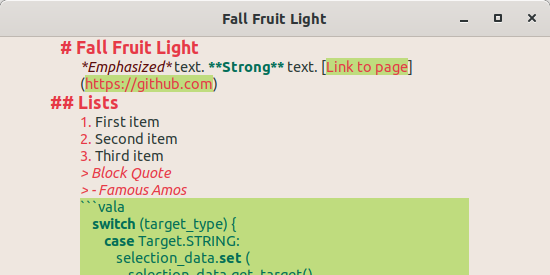 Fall Fruit Light
# Fall Fruit Light
*Emphasized* text. **Strong** text. [Link to page]
(https://github.com)
## Lists
1. First item
2. Second item
3. Third item
> Block Quote
> - Famous Amos
```vala
switch (target_type) {
case Target.STRING:
selection_data.set (
selection_data.get_target()